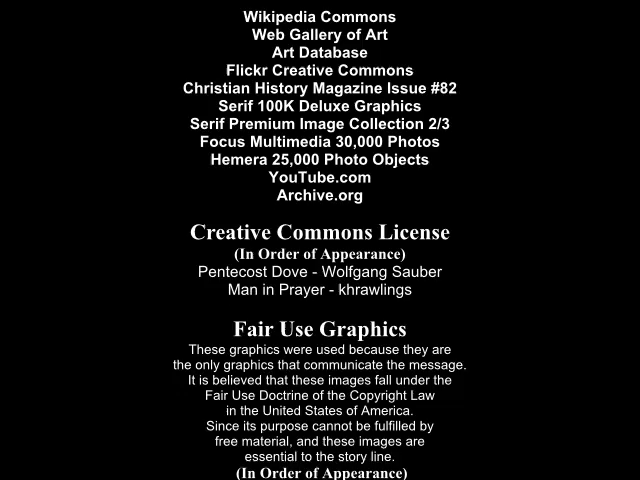 Wikipedia Commons
Web Gallery of Art
Art Database
Flickr Creative Commons
Christian History Magazine Issue #82
Serif 100K Deluxe Graphics
Serif Premium Image Collection 2/3
Focus Multimedia 30,000 Photos
Hemera 25,000 Photo Objects
YouTube.com
Archive.org
Creative Commons License
(In Order of Appearance)
Pentecost Dove - Wolfgang Sauber
Man in Prayer - khrawlings
Fair Use Graphics
These graphics were used because they are
the only graphics that communicate the message.
It is believed that these images fall under the
Fair Use Doctrine of the Copyright Law
in the United States of America.
Since its purpose cannot be fulfilled by
free material, and these images are
essential to the story line.
(In Order of Appearance)